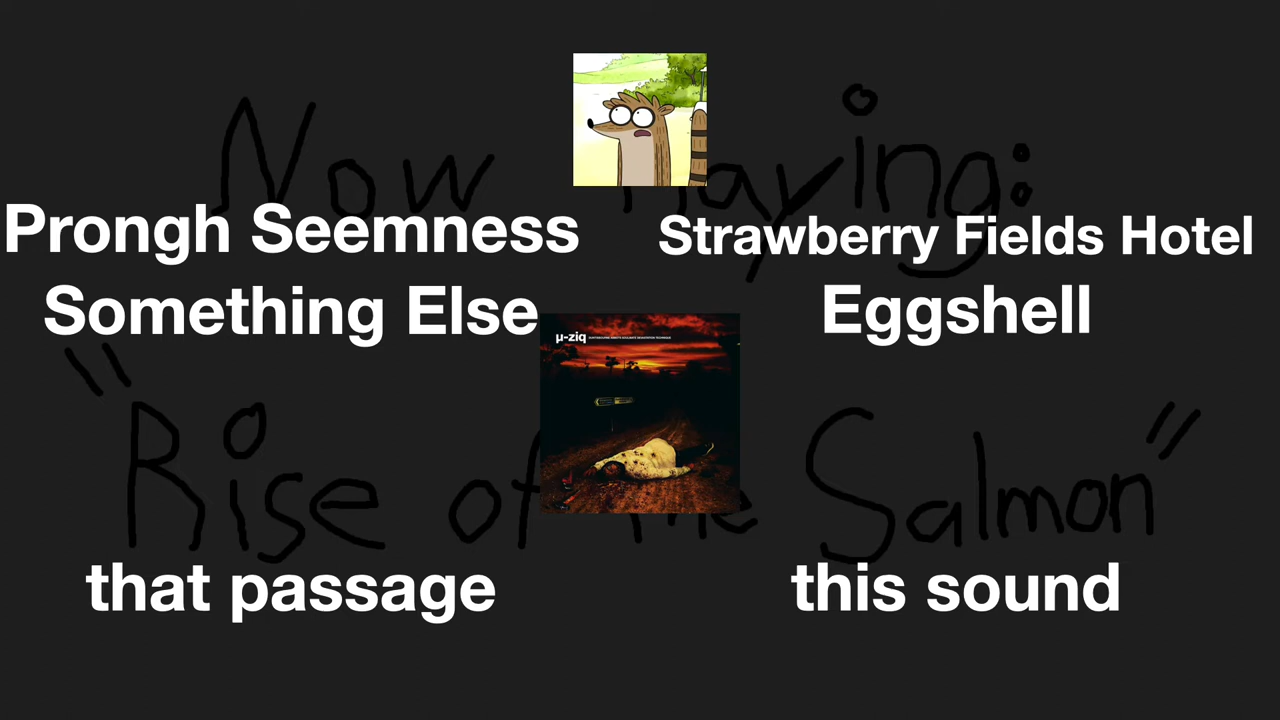 Now Playing:
Prongh Seemness
Strawberry Fields Hotel
Something Else
Eggshell
µ-ziq
"Rise of the Salmon"
that passage
this sound